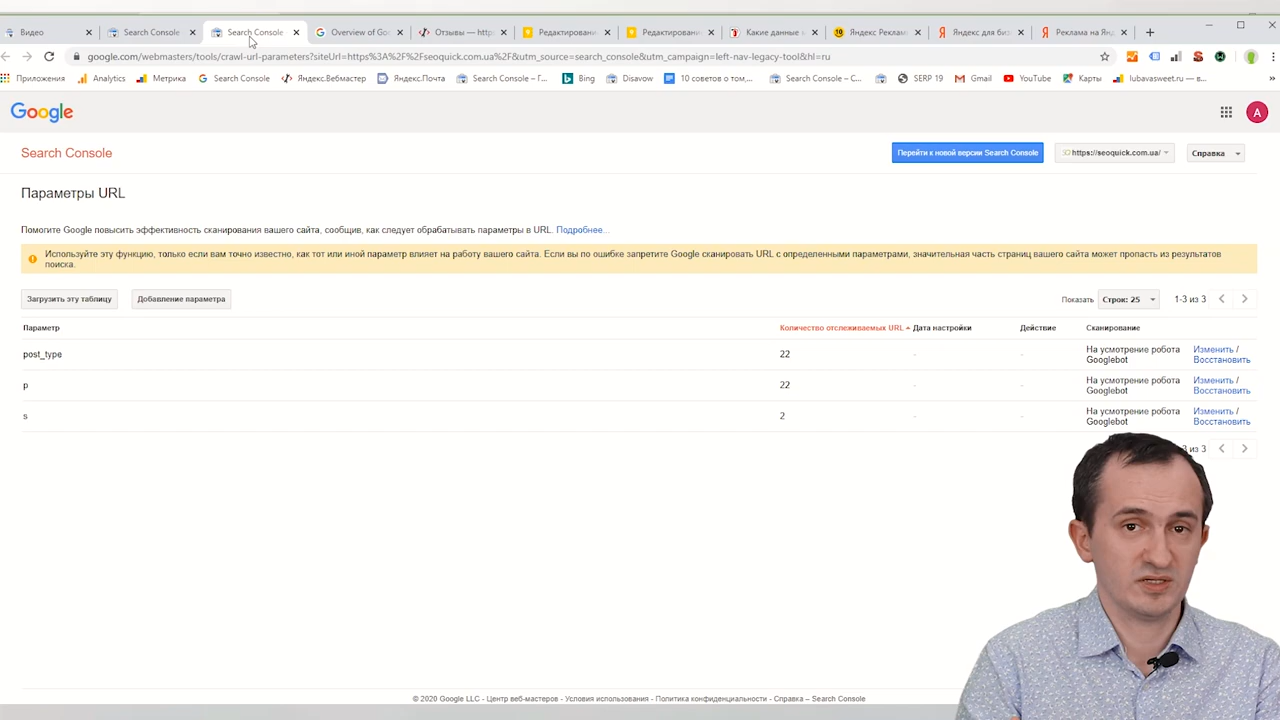 Видео
Search Console
Search Console
Overview of Goo
Отзывы — http
Редактировани
Редактировани
Какие данные
Яндекс Реклам
Яндекс для биз
Реклама на Ян
google.com/webmasters/tools/crawl-url-parameters?siteUrl=https%3A%2F%2Fseoquick.com.ua%2F&utm_source=search_console&utm_campaign=left-nav-legacy-tool&hl=ru
Приложения
Analytics
Метрика
Search Console
Яндекс.Вебмастер
Яндекс.Почта
Search Console – Г...
Bing
Disavow
10 советов о том,...
Search Console – С...
SERP 19
Gmail
YouTube
Карты
lubavasweet.ru — в...
»
Google
A
Search Console
Перейти к новой версии Search Console
https://seoquick.com.ua/
Справка
Параметры URL
Помогите Google повысить эффективность сканирования вашего сайта, сообщив, как следует обрабатывать параметры в URL. Подробнее...
Используйте эту функцию, только если вам точно известно, как тот или иной параметр влияет на работу вашего сайта. Если вы по ошибке запретите Google сканировать URL с определенными параметрами, значительная часть страниц вашего сайта может пропасть из результатов
поиска.
Загрузить эту таблицу
Добавление параметра
Показать
Строк: 25
1-3 из 3
Параметр
Количество отслеживаемых URL
Дата настройки
Действие
Сканирование
post_type
22
-
-
На усмотрение робота
Googlebot
Изменить /
Восстановить
p
22
-
-
На усмотрение робота
Googlebot
Изменить /
Восстановить
s
2
-
-
На усмотрение робота
Googlebot
Изменить /
Восстановить
3 из 3
© 2020 Google LLC - Центр веб-мастеров - Условия использования - Политика конфиденциальности - Справка – Search Console